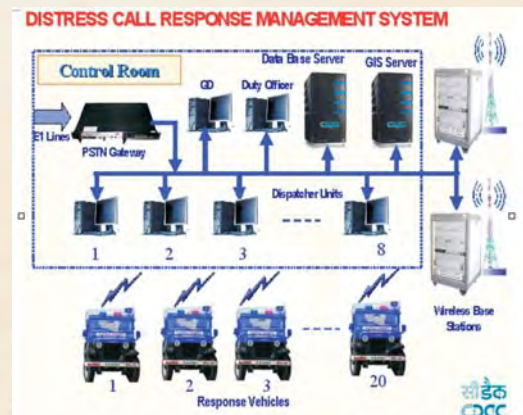 DISTRESS CALL RESPONSE MANAGEMENT SYSTEM
Control Room
GD
Duty Officer
Data Base Server
GIS Server
E1 Lines
PSTN Gateway
Dispatcher Units
1
2
3
8
Wireless Base
Stations
1
2
3
20
Response Vehicles
सीडैक
CDAC